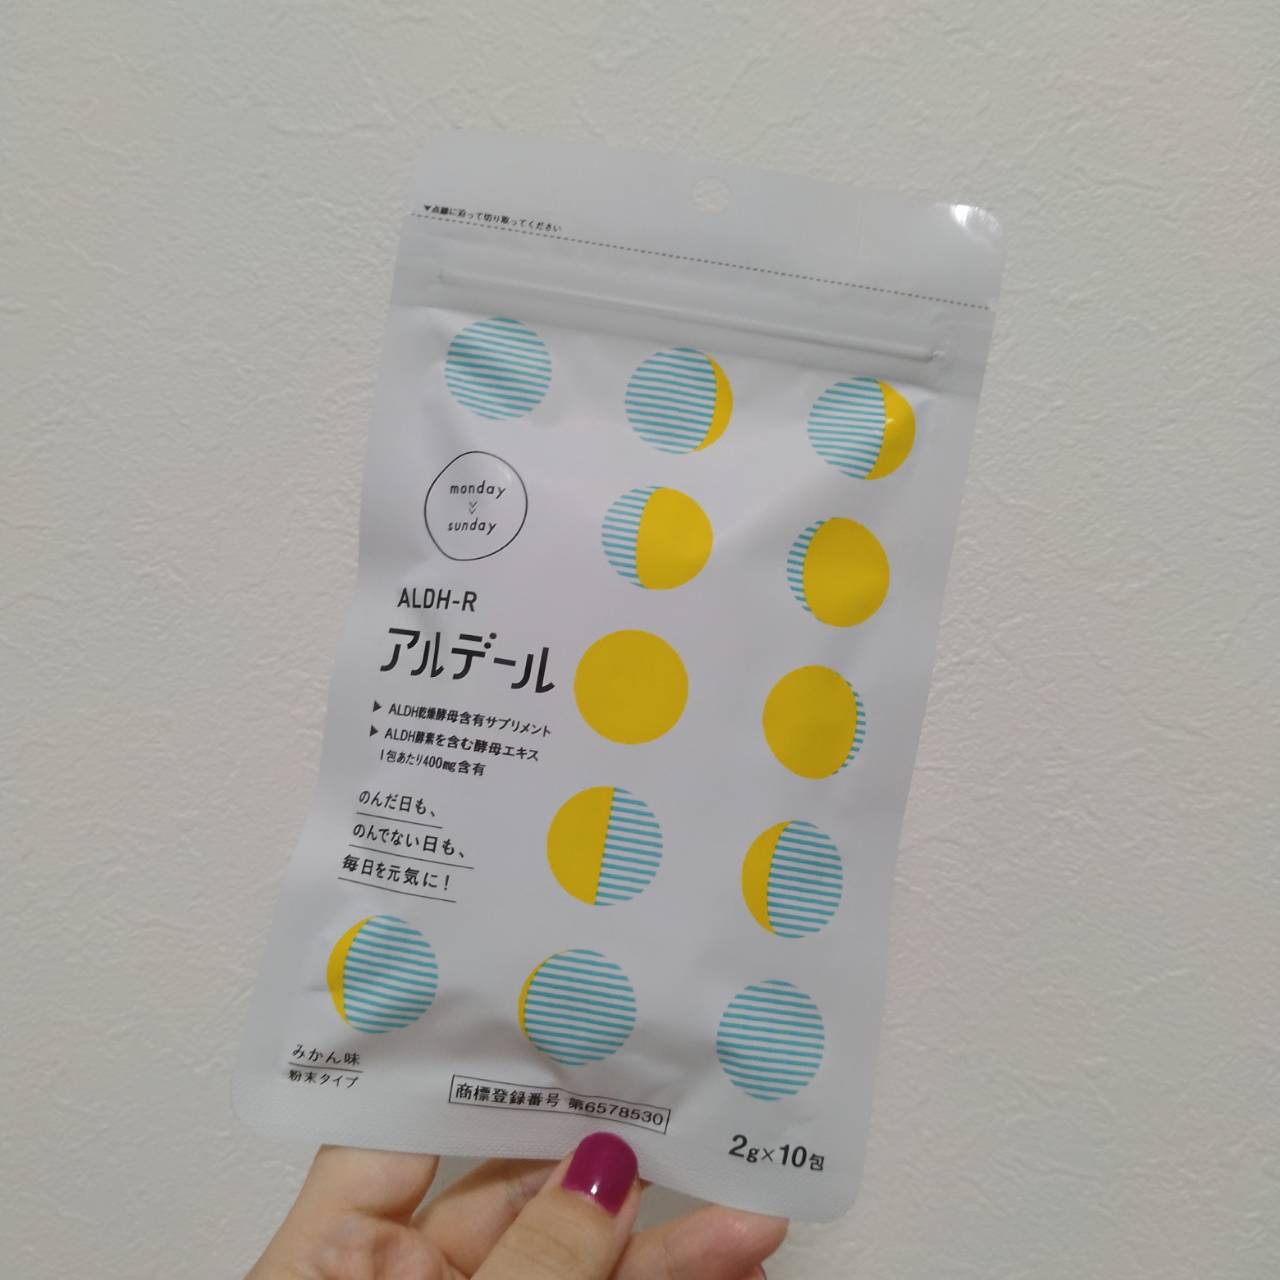 ▼点線に沿って切り取ってください
monday
sunday
ALDH-R
アルデール
▶ ALDH乾燥酵母含有サプリメント
▶ ALDH酵素を含む酵母エキス
1包あたり400㎎含有
のんだ日も、
のんでない日も、
毎日を元気に!
みかん味
粉末タイプ
商標登録番号 第6578530
2g×10包